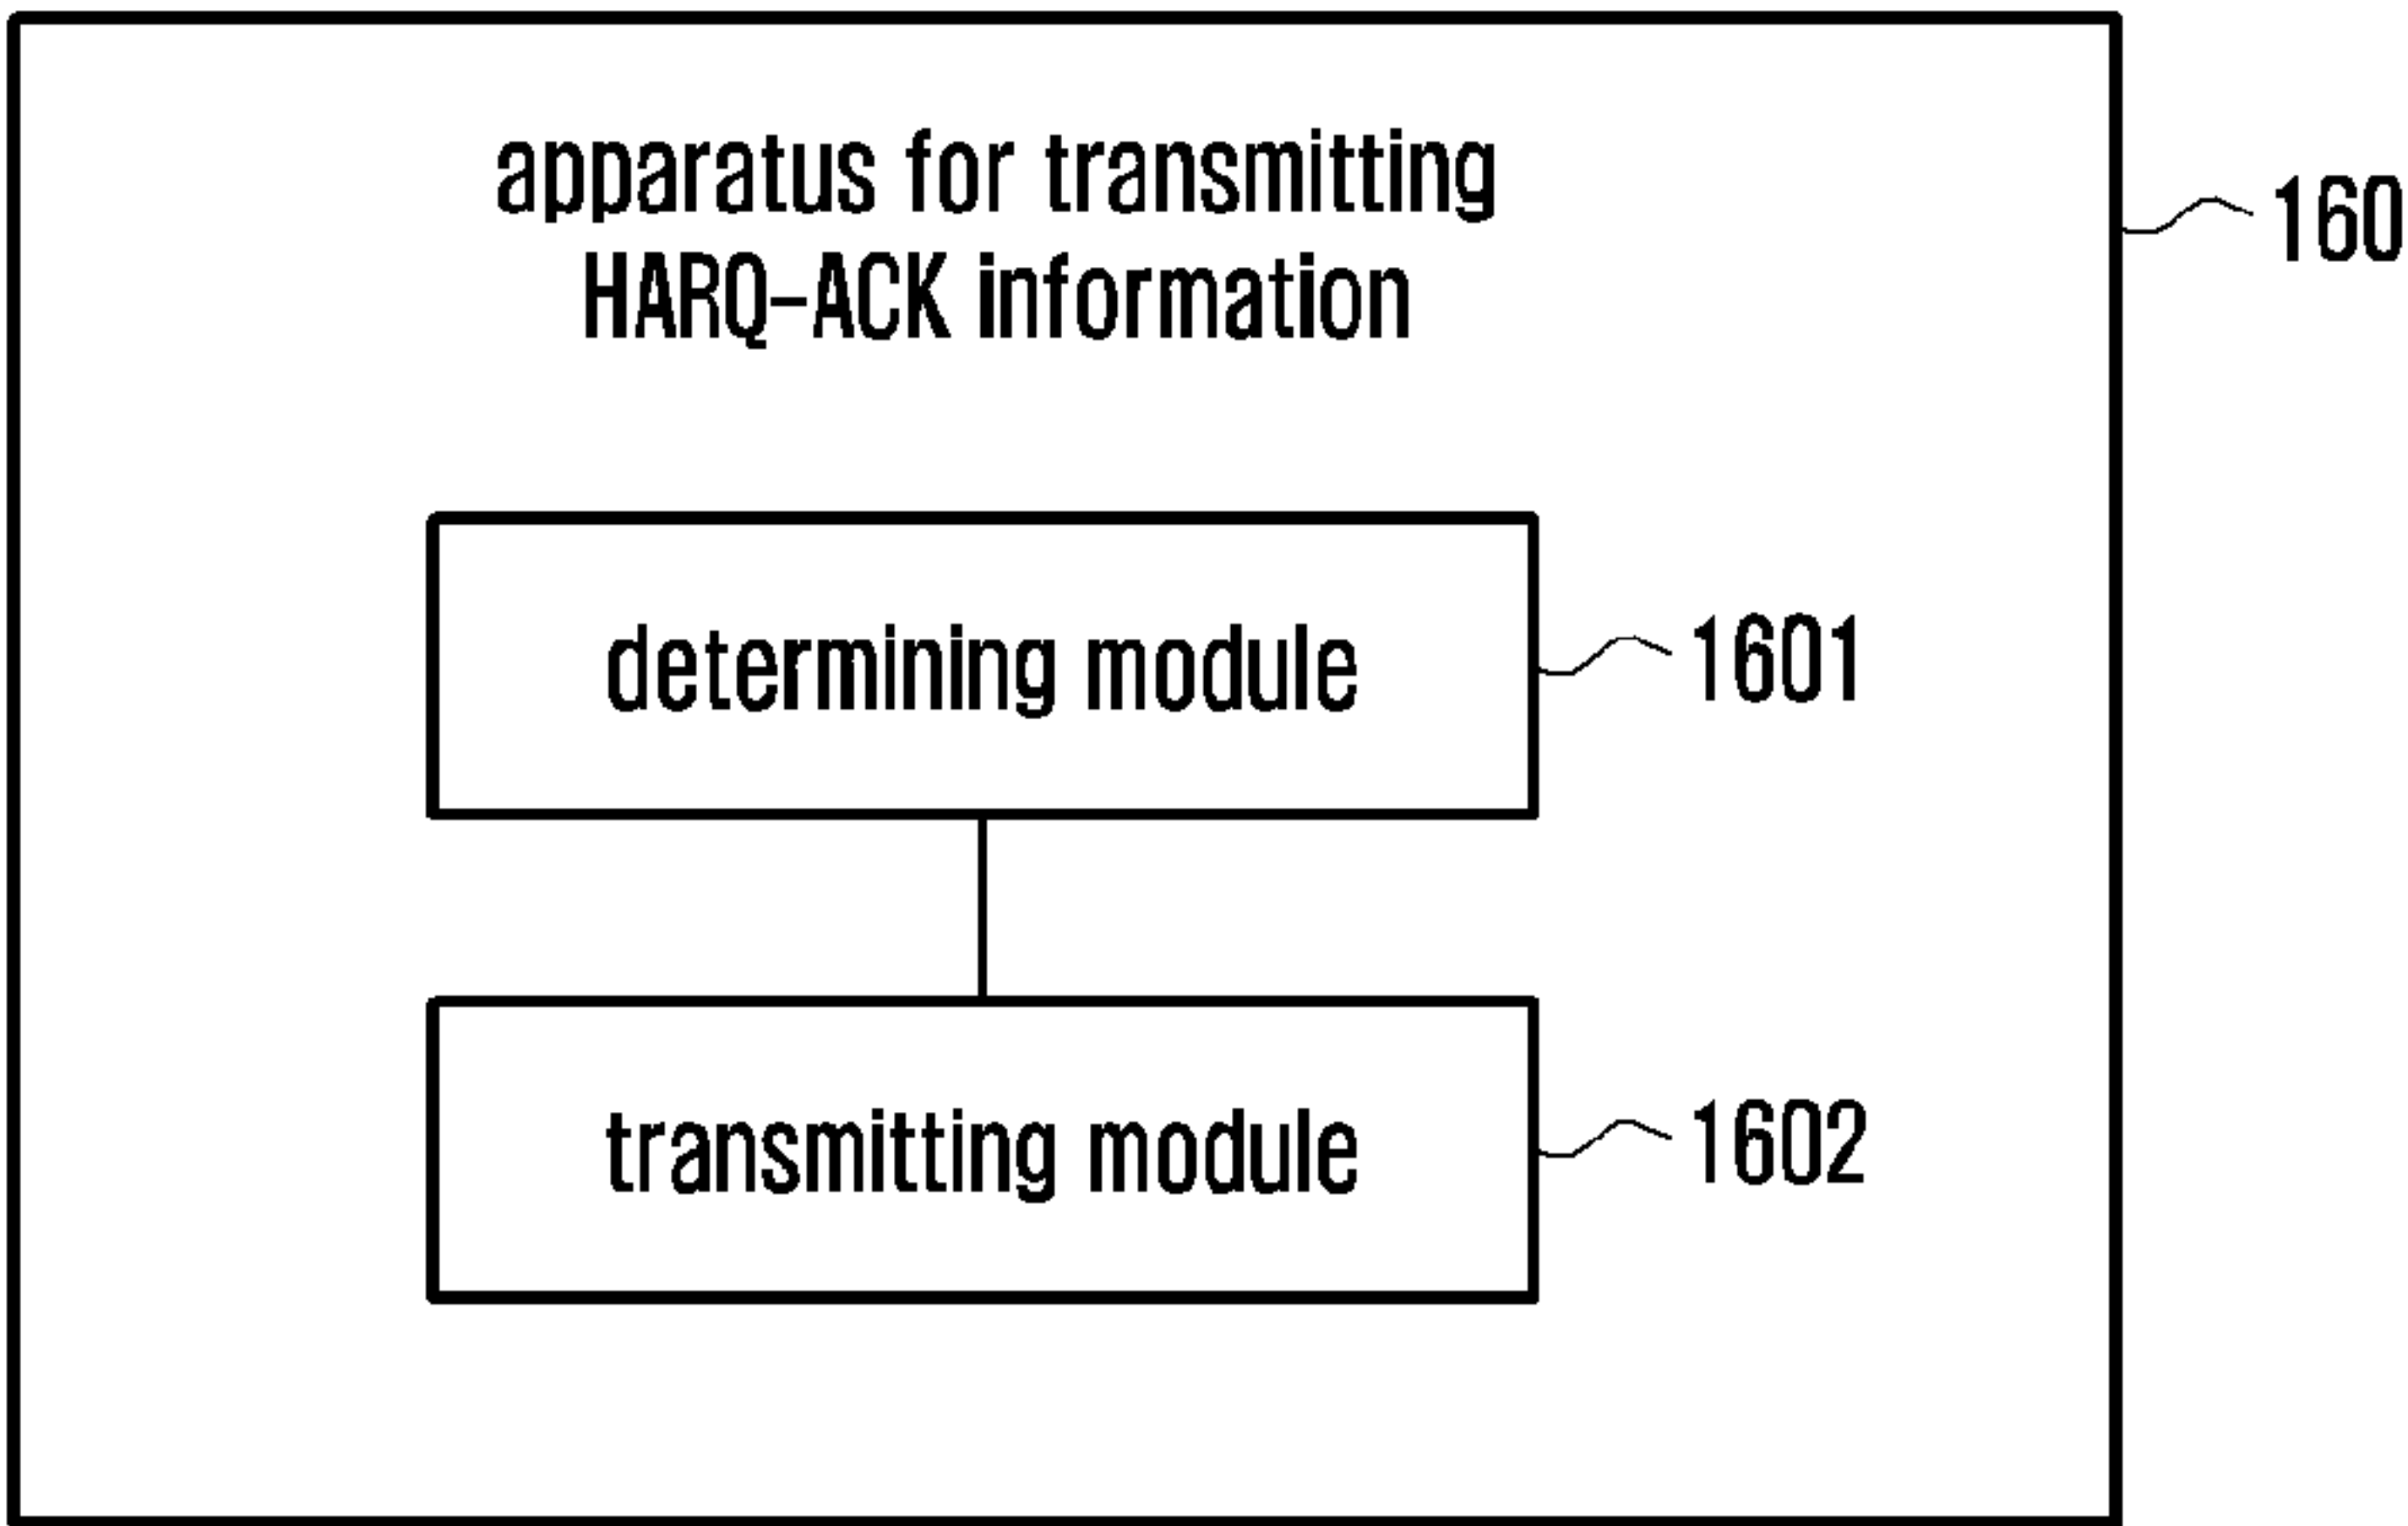 apparatus for transmitting
HARQ-ACK information
160
determining module
1601
transmitting module
1602